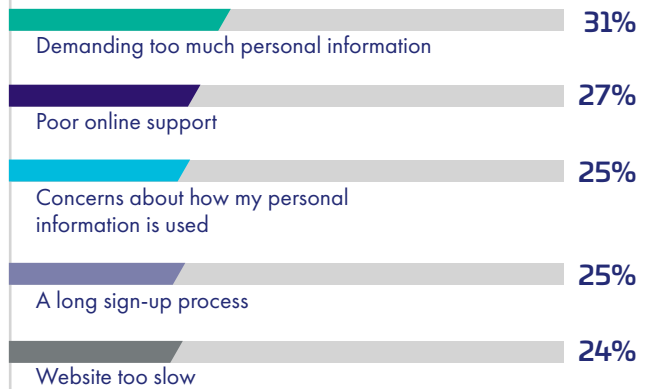 31%
Demanding too much personal information
27%
Poor online support
25%
Concerns about how my personal
information is used
25%
A long sign-up process
24%
Website too slow